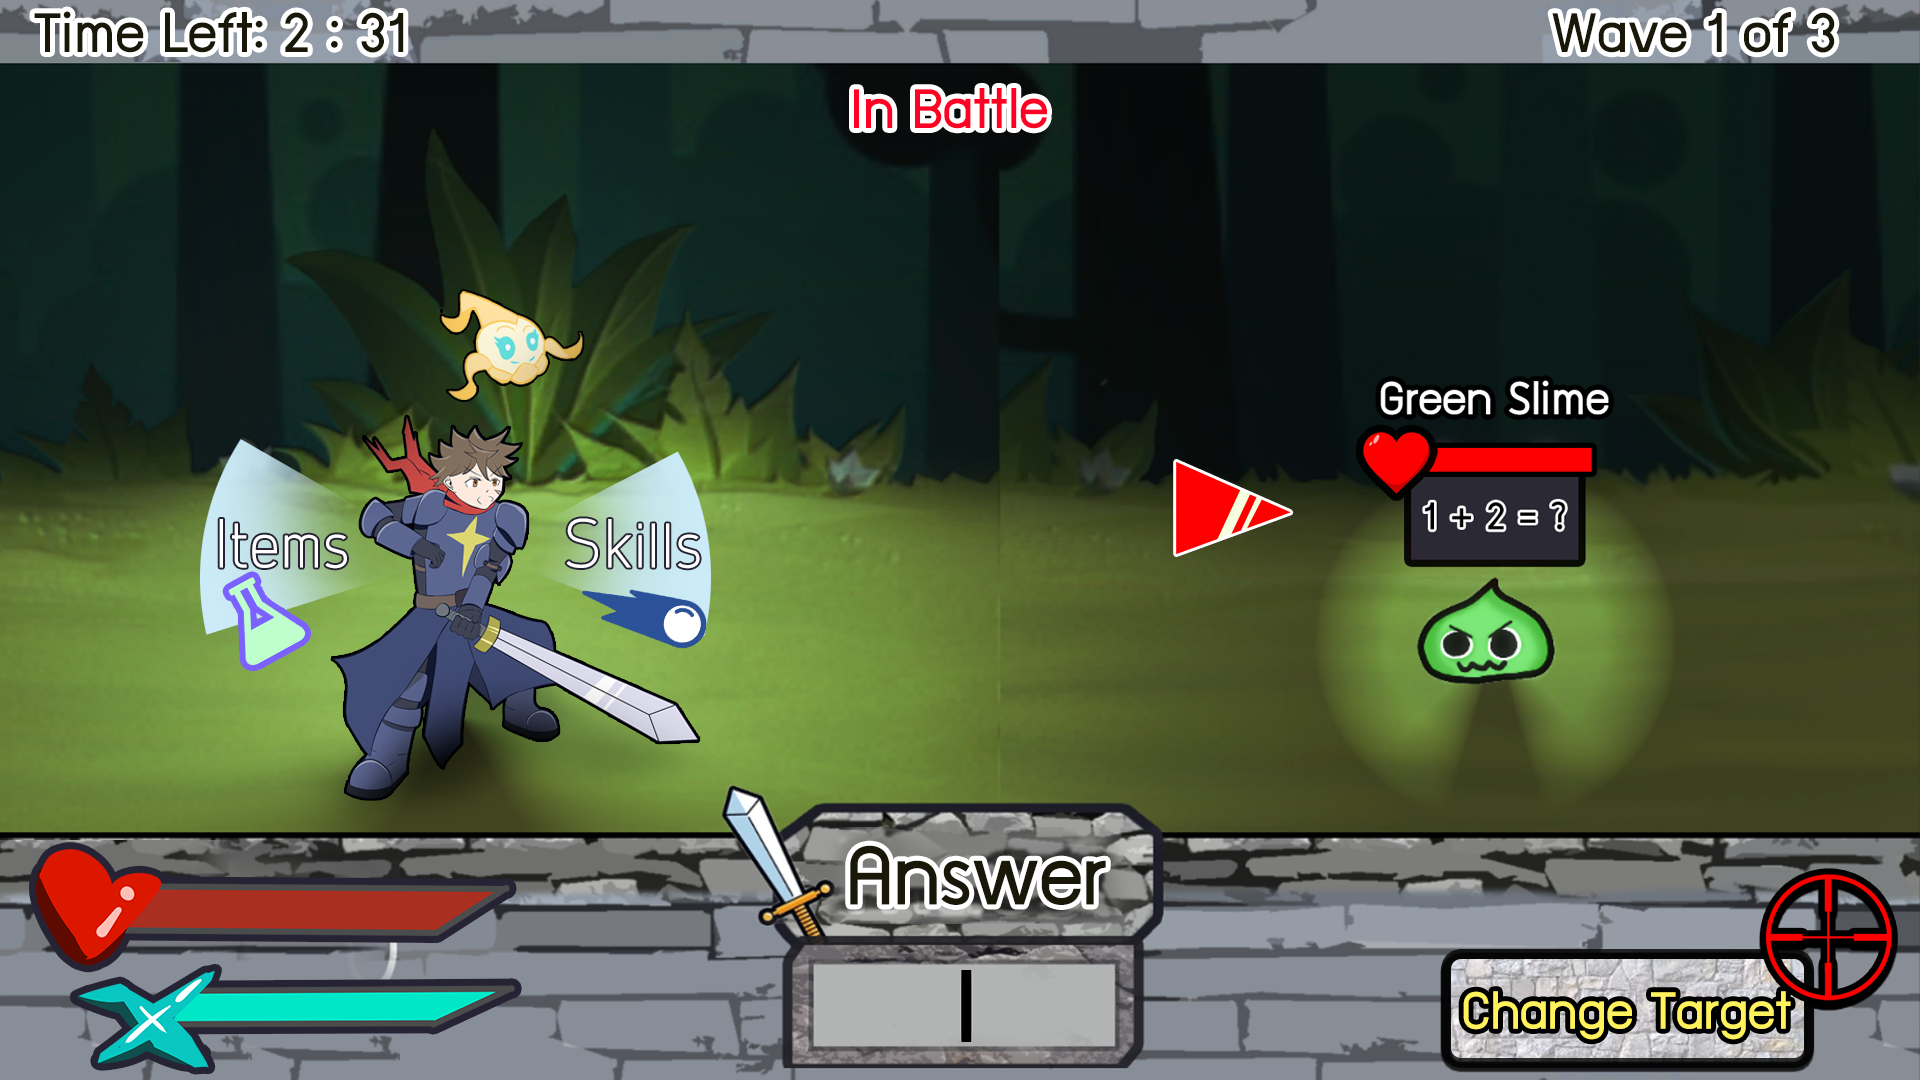 Time Left: 2 : 31
Wave 1 of 3
In Battle
Green Slime
1 + 2 = ?
Items
Skills
Answer
Change Target